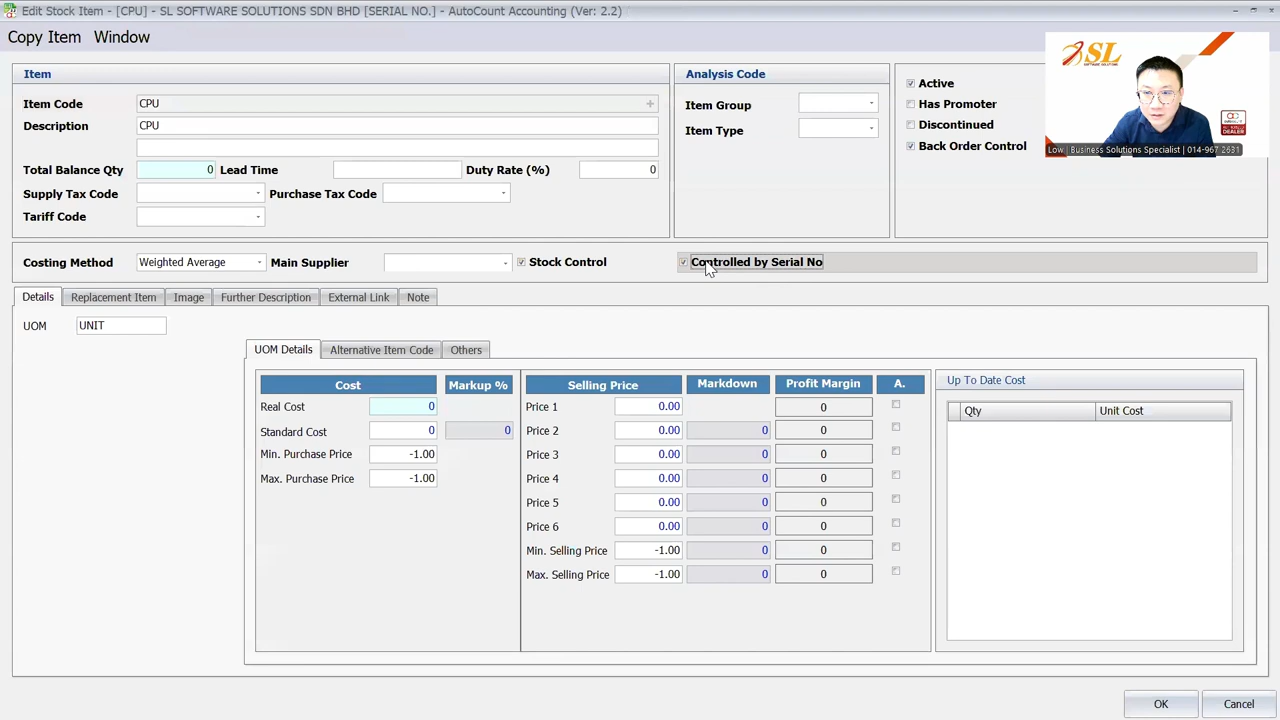 Edit Stock Item - [CPU] - SL SOFTWARE SOLUTIONS SDN BHD [SERIAL NO.] - AutoCount Accounting (Ver: 2.2)
Copy Item Window
SL
SOFTWARE SOLUTIONS
Low | Business Solutions Specialist | 014-967 2631
Item
Item Code CPU
Description CPU
Total Balance Qty 0 Lead Time Duty Rate (%) 0
Supply Tax Code Purchase Tax Code
Tariff Code
Analysis Code
Item Group
Item Type
Active
Has Promoter
Discontinued
Back Order Control
Costing Method Weighted Average Main Supplier Stock Control Controlled by Serial No
Details Replacement Item Image Further Description External Link Note
UOM UNIT
UOM Details Alternative Item Code Others
Cost Markup % Selling Price Markdown Profit Margin A.
Real Cost 0 Price 1 0.00 0
Standard Cost 0 0 Price 2 0.00 0 0
Min. Purchase Price -1.00 Price 3 0.00 0 0
Max. Purchase Price -1.00 Price 4 0.00 0 0
Price 5 0.00 0 0
Price 6 0.00 0 0
Min. Selling Price -1.00 0 0
Max. Selling Price -1.00 0 0
Up To Date Cost
Qty Unit Cost
OK Cancel